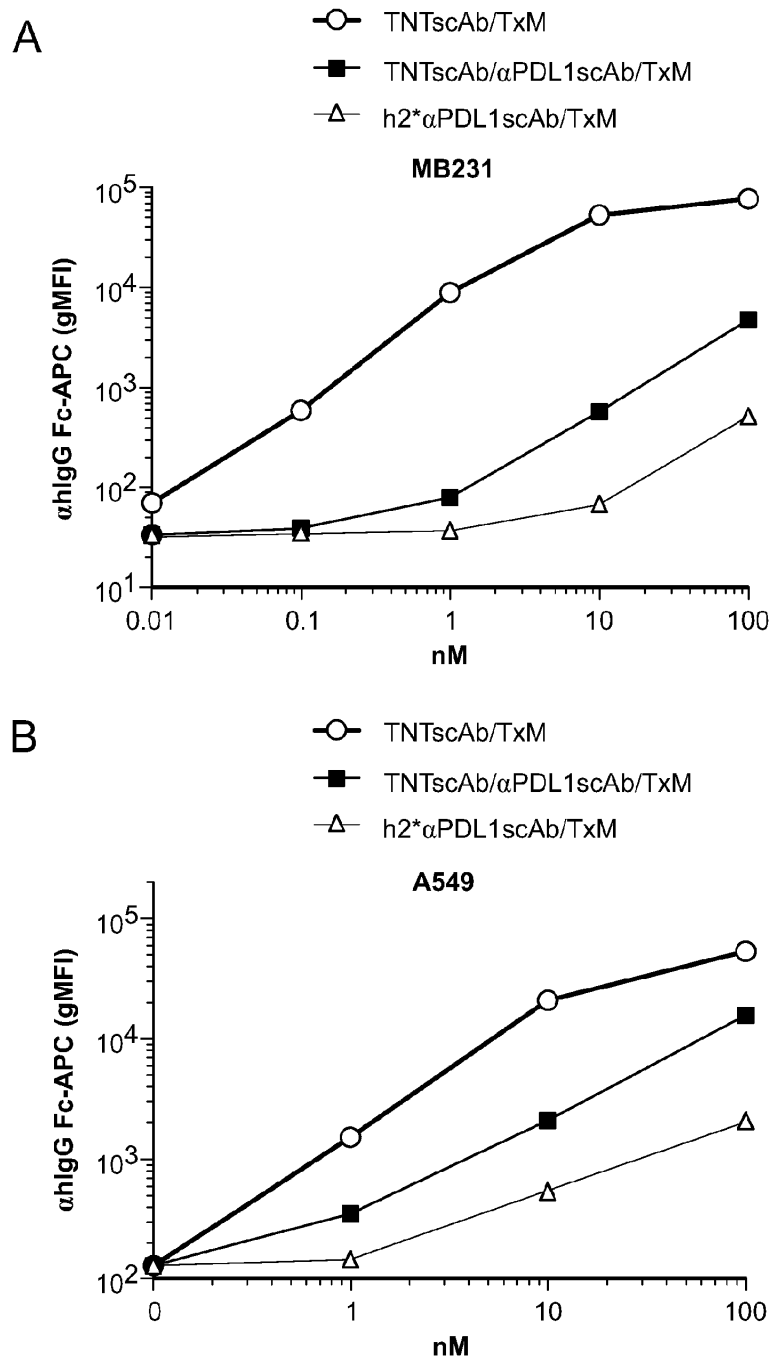 A
TNTscAb/TxM
TNTscAb/αPDL1scAb/TxM
h2*αPDL1scAb/TxM
MB231
αhIgG Fc-APC (gMFI)
10^5
10^4
10^3
10^2
10^1
0.01 0.1 1 10 100
nM
B
TNTscAb/TxM
TNTscAb/αPDL1scAb/TxM
h2*αPDL1scAb/TxM
A549
αhIgG Fc-APC (gMFI)
10^5
10^4
10^3
10^2
0 1 10 100
nM